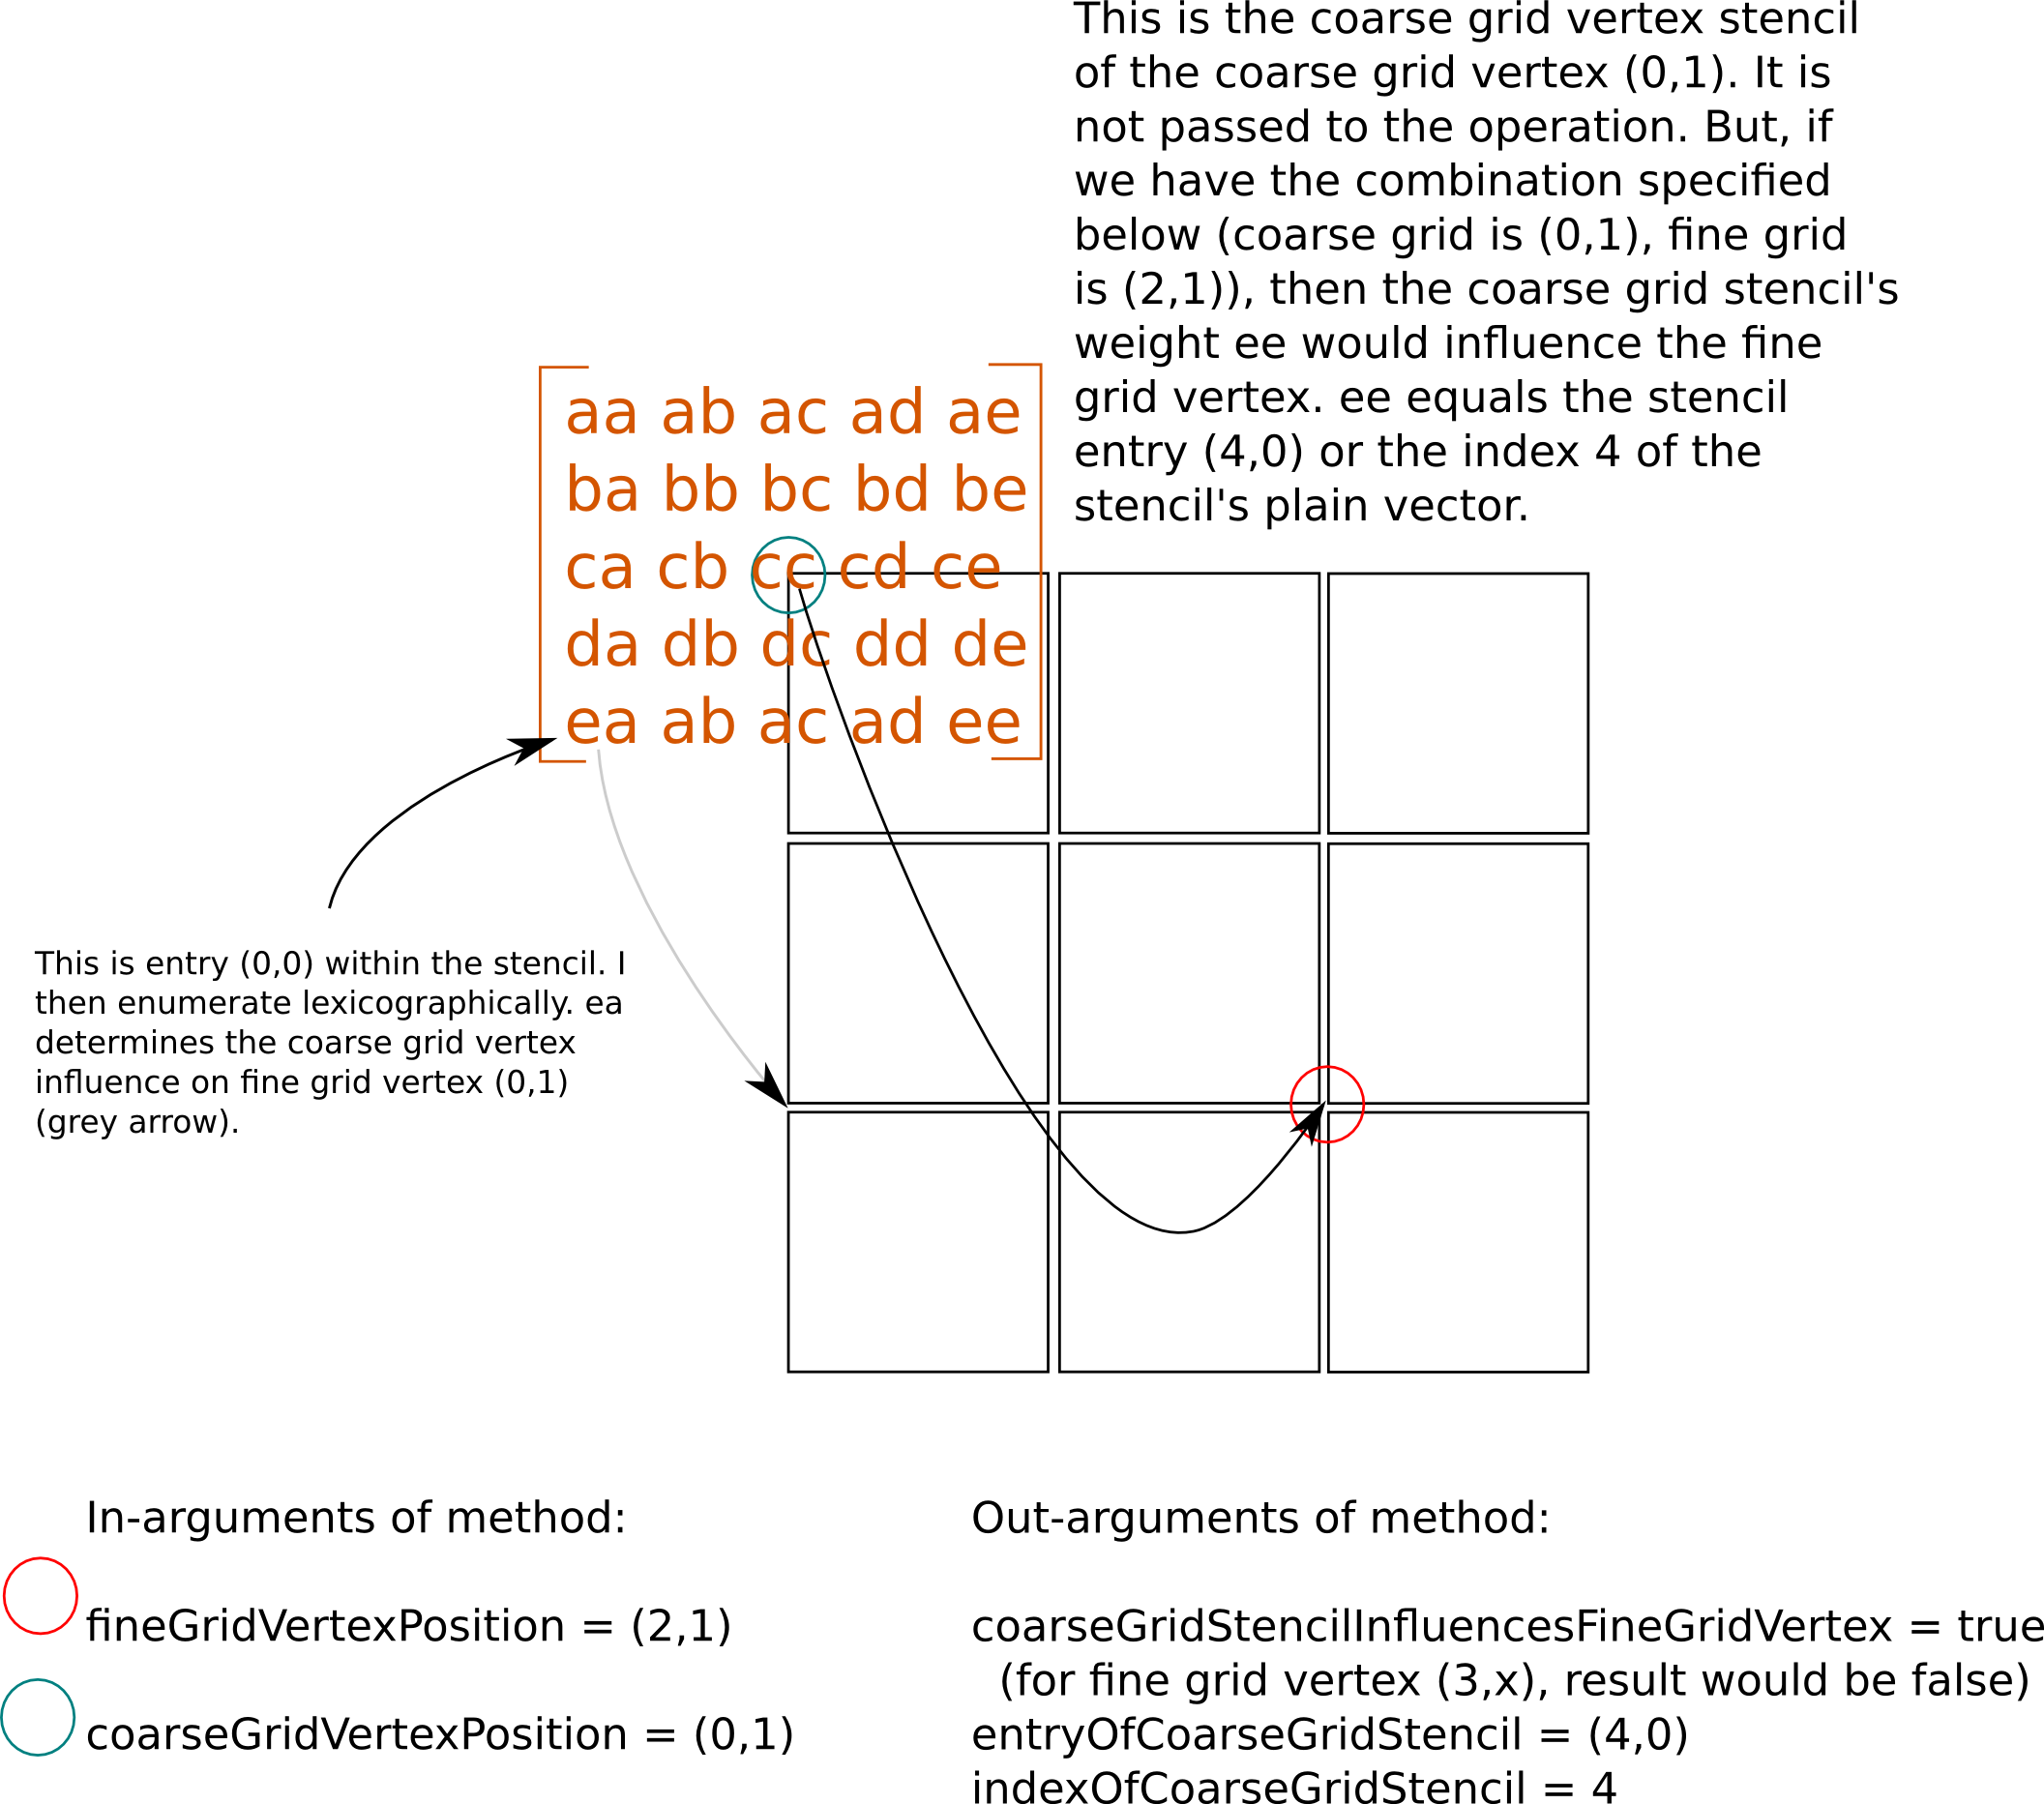 This is the coarse grid vertex stencil
of the coarse grid vertex (0,1). It is
not passed to the operation. But, if
we have the combination specified
below (coarse grid is (0,1), fine grid
is (2,1)), then the coarse grid stencil's
weight ee would influence the fine
grid vertex. ee equals the stencil
entry (4,0) or the index 4 of the
stencil's plain vector.
aa ab ac ad ae
ba bb bc bd be
ca cb cc cd ce
da db dc dd de
ea ab ac ad ee
This is entry (0,0) within the stencil. I
then enumerate lexicographically. ea
determines the coarse grid vertex
influence on fine grid vertex (0,1)
(grey arrow).
In-arguments of method:
fineGridVertexPosition = (2,1)
coarseGridVertexPosition = (0,1)
Out-arguments of method:
coarseGridStencilInfluencesFineGridVertex = true
(for fine grid vertex (3,x), result would be false)
entryOfCoarseGridStencil = (4,0)
indexOfCoarseGridStencil = 4